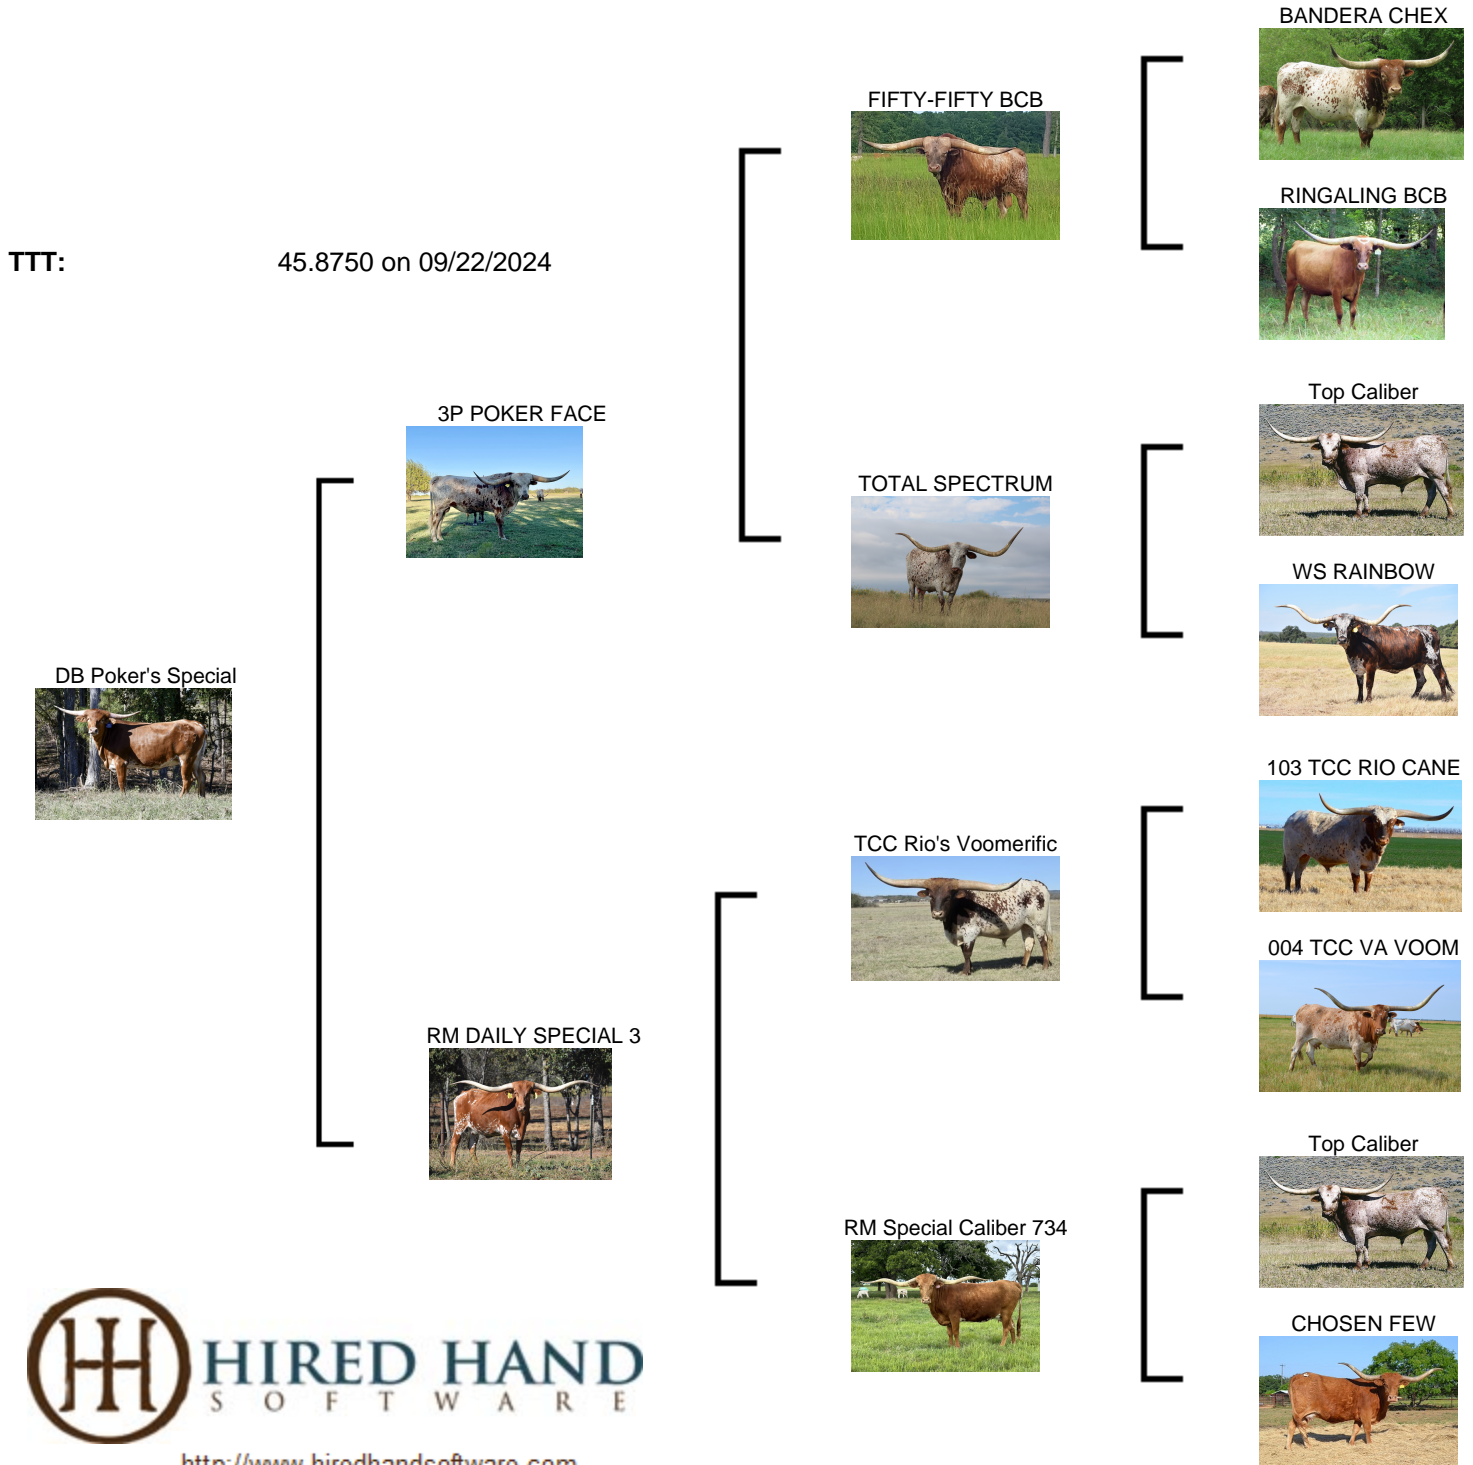 BANDERA CHEX
FIFTY-FIFTY BCB
RINGALING BCB
TTT: 45.8750 on 09/22/2024
Top Caliber
3P POKER FACE
TOTAL SPECTRUM
WS RAINBOW
DB Poker's Special
103 TCC RIO CANE
TCC Rio's Voomerific
004 TCC VA VOOM
RM DAILY SPECIAL 3
Top Caliber
RM Special Caliber 734
CHOSEN FEW
HIRED HAND
SOFTWARE
http://www.hiredhandsoftware.com